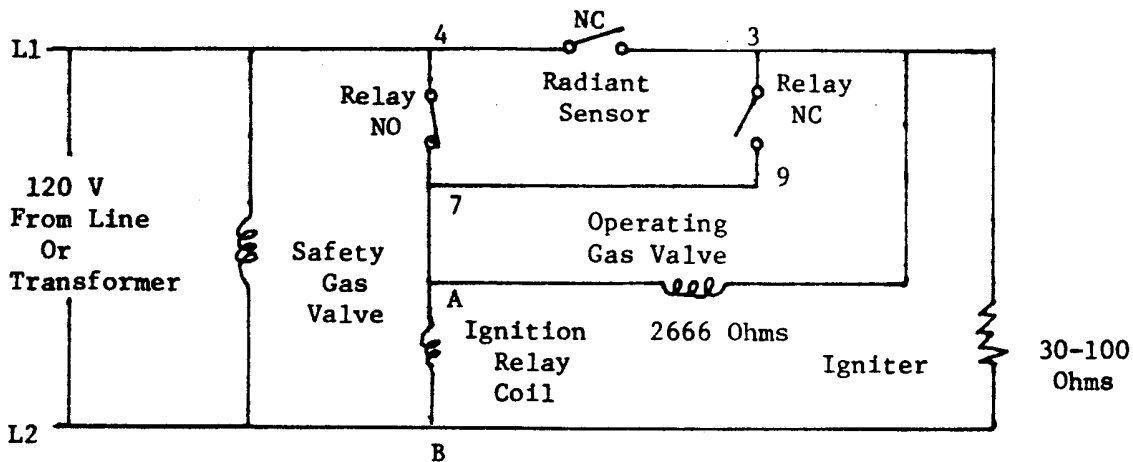 L1
4
NC
3
Radiant
Sensor
Relay
NO
Relay
NC
120 V
From Line
Or
Transformer
7
9
Safety
Gas
Valve
Operating
Gas Valve
A
2666 Ohms
Ignition
Relay
Coil
Igniter
30-100
Ohms
L2
B